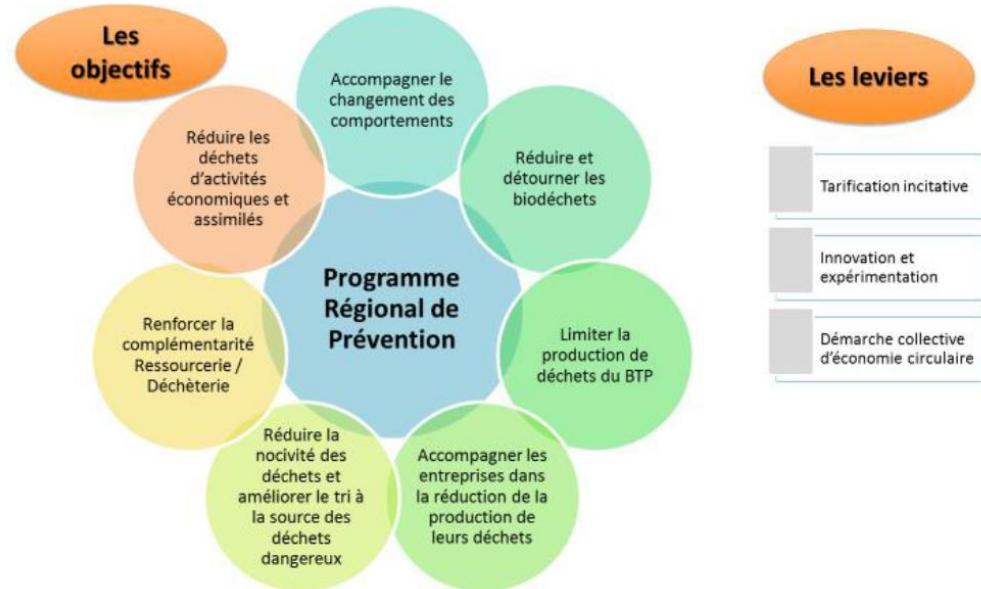 Les
objectifs
Accompagner le
changement des
comportements
Réduire et
détourner les
biodéchets
Limiter la
production de
déchets du BTP
Accompagner les
entreprises dans
la réduction de la
production de
leurs déchets
Réduire la
nocivité des
déchets et
améliorer le tri à
la source des
déchets
dangereux
Renforcer la
complémentarité
Ressourcerie /
Déchèterie
Réduire les
déchets
d'activités
économiques et
assimilés
Programme
Régional de
Prévention
Les leviers
Tarification incitative
Innovation et
expérimentation
Démarche collective
d'économie circulaire